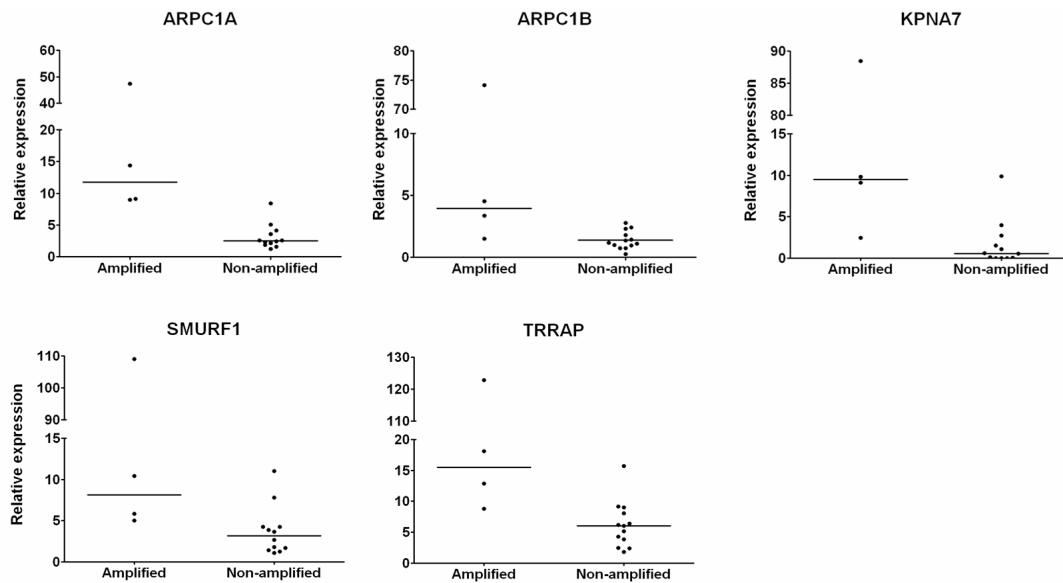 ARPC1A
ARPC1B
KPNA7
Relative expression
60
50
40
20
15
10
5
0
Amplified
Non-amplified
Relative expression
80
75
70
10
5
0
Amplified
Non-amplified
Relative expression
90
85
80
15
10
5
0
Amplified
Non-amplified
SMURF1
TRRAP
Relative expression
110
100
90
15
10
5
0
Amplified
Non-amplified
Relative expression
130
120
110
20
15
10
5
0
Amplified
Non-amplified